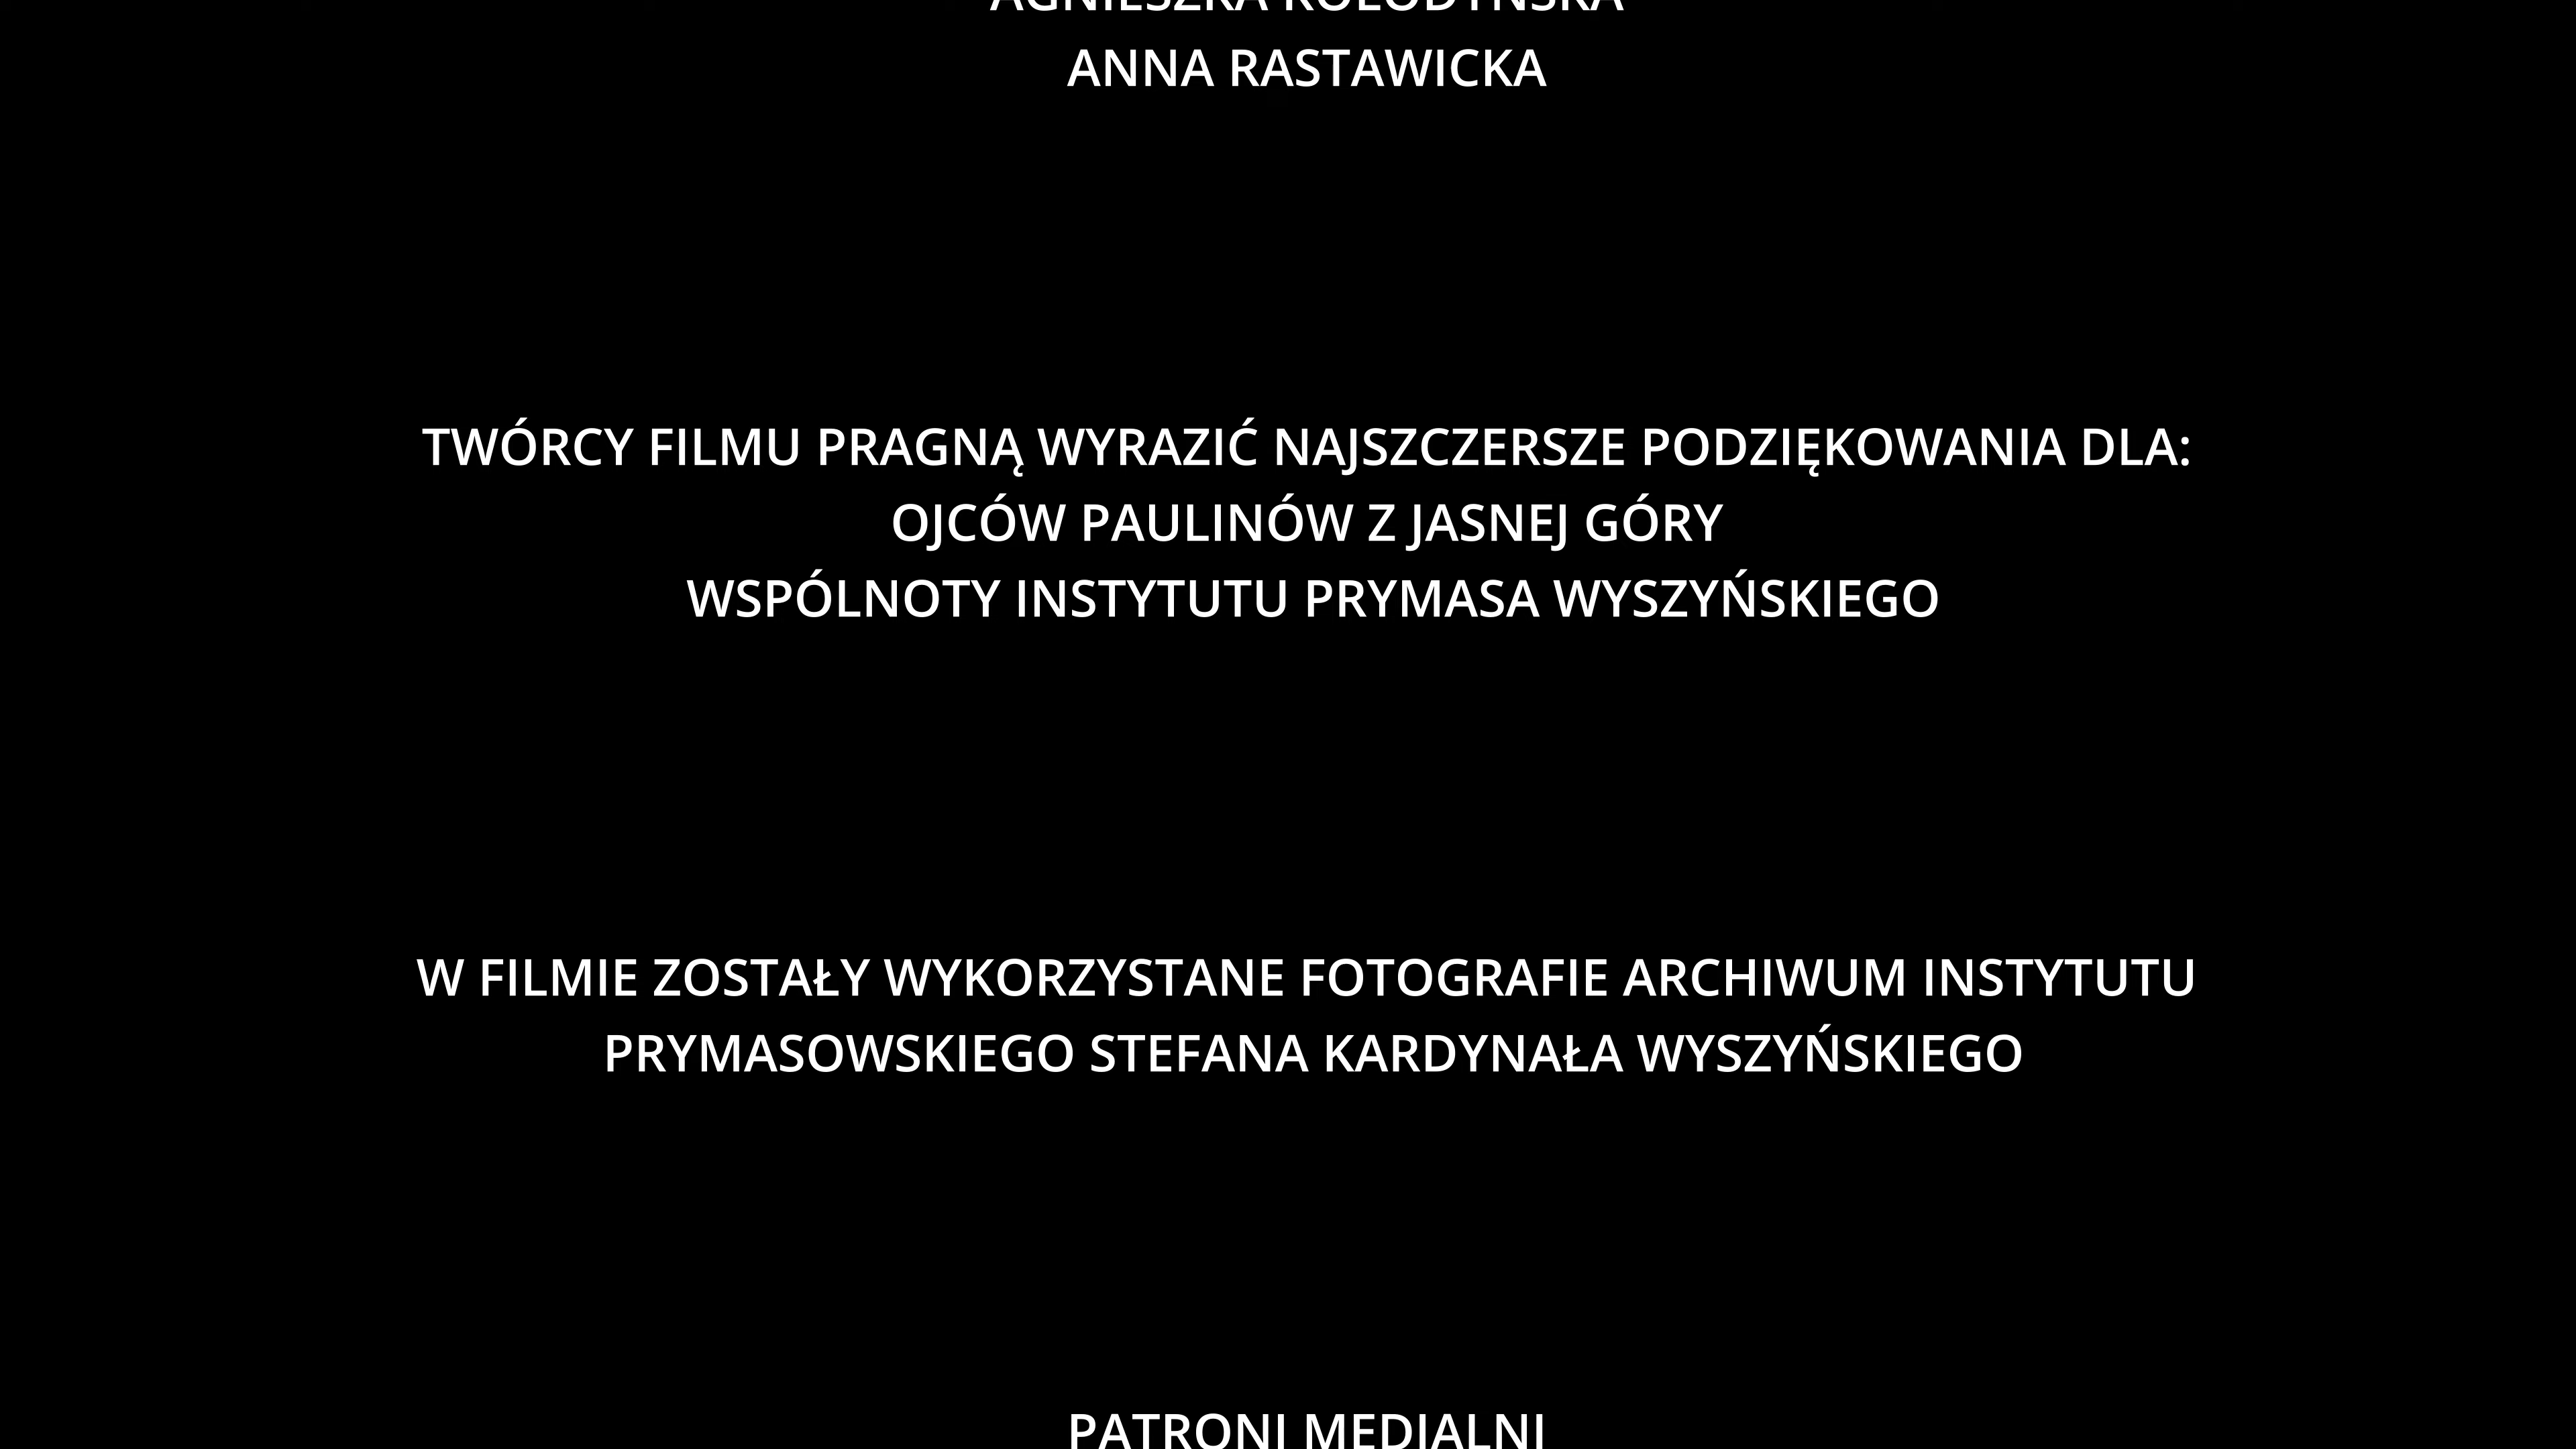 AGNIESZKA
ANNA RASTAWICKA
TWÓRCY FILMU PRAGNĄ WYRAZIĆ NAJSZCZERSZE PODZIĘKOWANIA DLA:
OJCÓW PAULINÓW Z JASNEJ GÓRY
WSPÓLNOTY INSTYTUTU PRYMASA WYSZYŃSKIEGO
W FILMIE ZOSTAŁY WYKORZYSTANE FOTOGRAFIE ARCHIWUM INSTYTUTU
PRYMASOWSKIEGO STEFANA KARDYNAŁA WYSZYŃSKIEGO
PATRONI MEDIALNI